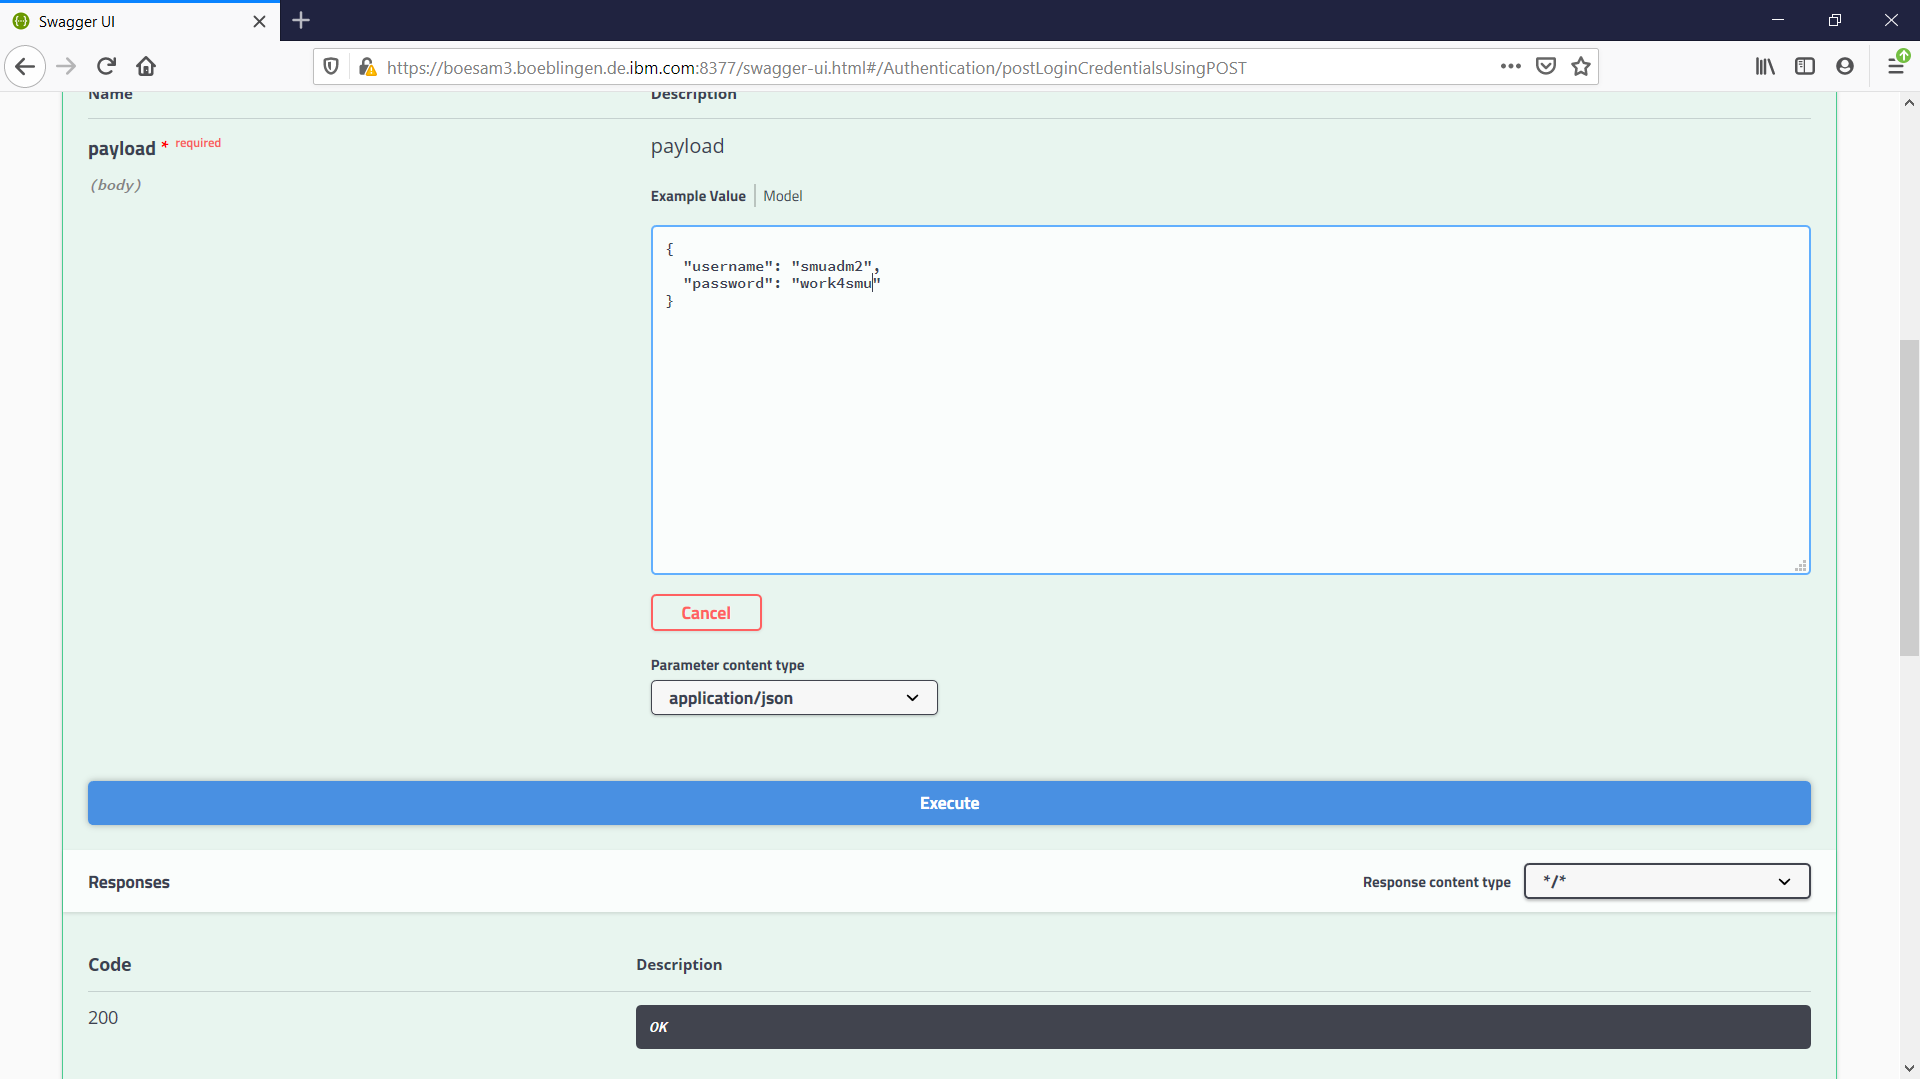 Swagger UI
https://boesam3.boeblingen.de.ibm.com:8377/swagger-ui.html#/Authentication/postLoginCredentialsUsingPOST
Name Description
payload * required payload
(body)
Example Value Model
{
"username": "smuadm2",
"password": "work4smu"
}
Cancel
Parameter content type
application/json
Execute
Responses Response content type */*
Code Description
200 OK